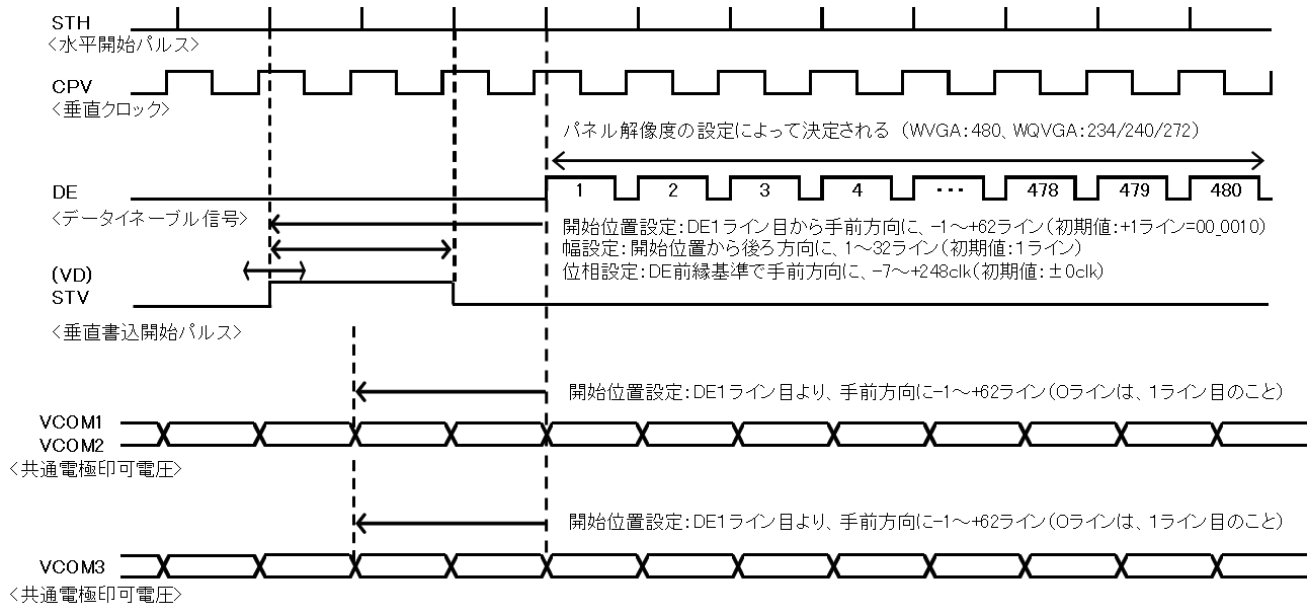 STH
<水平開始パルス>
CPV
<垂直クロック>
パネル解像度の設定によって決定される (WVGA:480、WQVGA:234/240/272)
DE
1 2 3 4 ・・・ 478 479 480
<データイネーブル信号>
開始位置設定:DE1ライン目から手前方向に、-1～+62ライン(初期値:+1ライン=00_0010)
幅設定:開始位置から後ろ方向に、1～32ライン(初期値:1ライン)
位相設定:DE前縁基準で手前方向に、-7～+248clk(初期値:±0clk)
(VD)
STV
<垂直書込開始パルス>
開始位置設定:DE1ライン目より、手前方向に-1～+62ライン(0ラインは、1ライン目のこと)
VCOM1
VCOM2
<共通電極印可電圧>
開始位置設定:DE1ライン目より、手前方向に-1～+62ライン(0ラインは、1ライン目のこと)
VCOM3
<共通電極印可電圧>